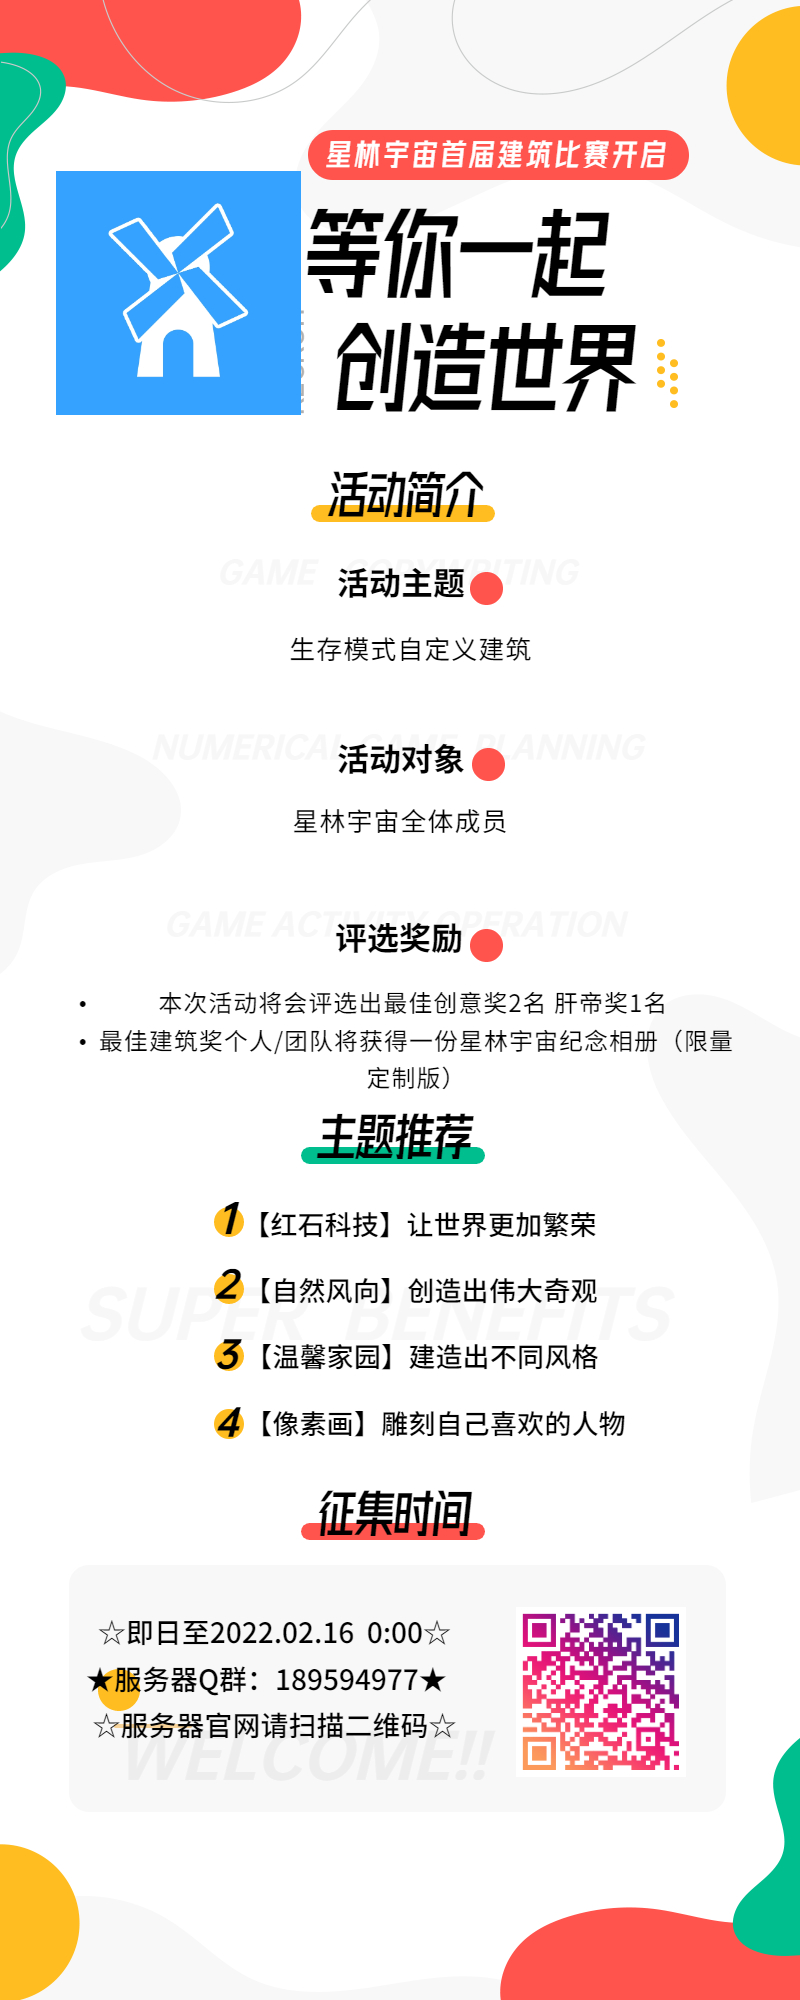 星林宇宙首届建筑比赛开启
等你一起
创造世界
活动简介
GAME COPYWRITING
活动主题
生存模式自定义建筑
NUMERICAL GAME PLANNING
活动对象
星林宇宙全体成员
GAME ACTIVITY OPERATION
评选奖励
• 本次活动将会评选出最佳创意奖2名 肝帝奖1名
• 最佳建筑奖个人/团队将获得一份星林宇宙纪念相册（限量
定制版）
主题推荐
1【红石科技】让世界更加繁荣
2【自然风向】创造出伟大奇观
SUPER BENEFITS
3【温馨家园】建造出不同风格
4【像素画】雕刻自己喜欢的人物
征集时间
☆即日至2022.02.16 0:00☆
★服务器Q群：189594977★
☆服务器官网请扫描二维码☆
WELCOME!!